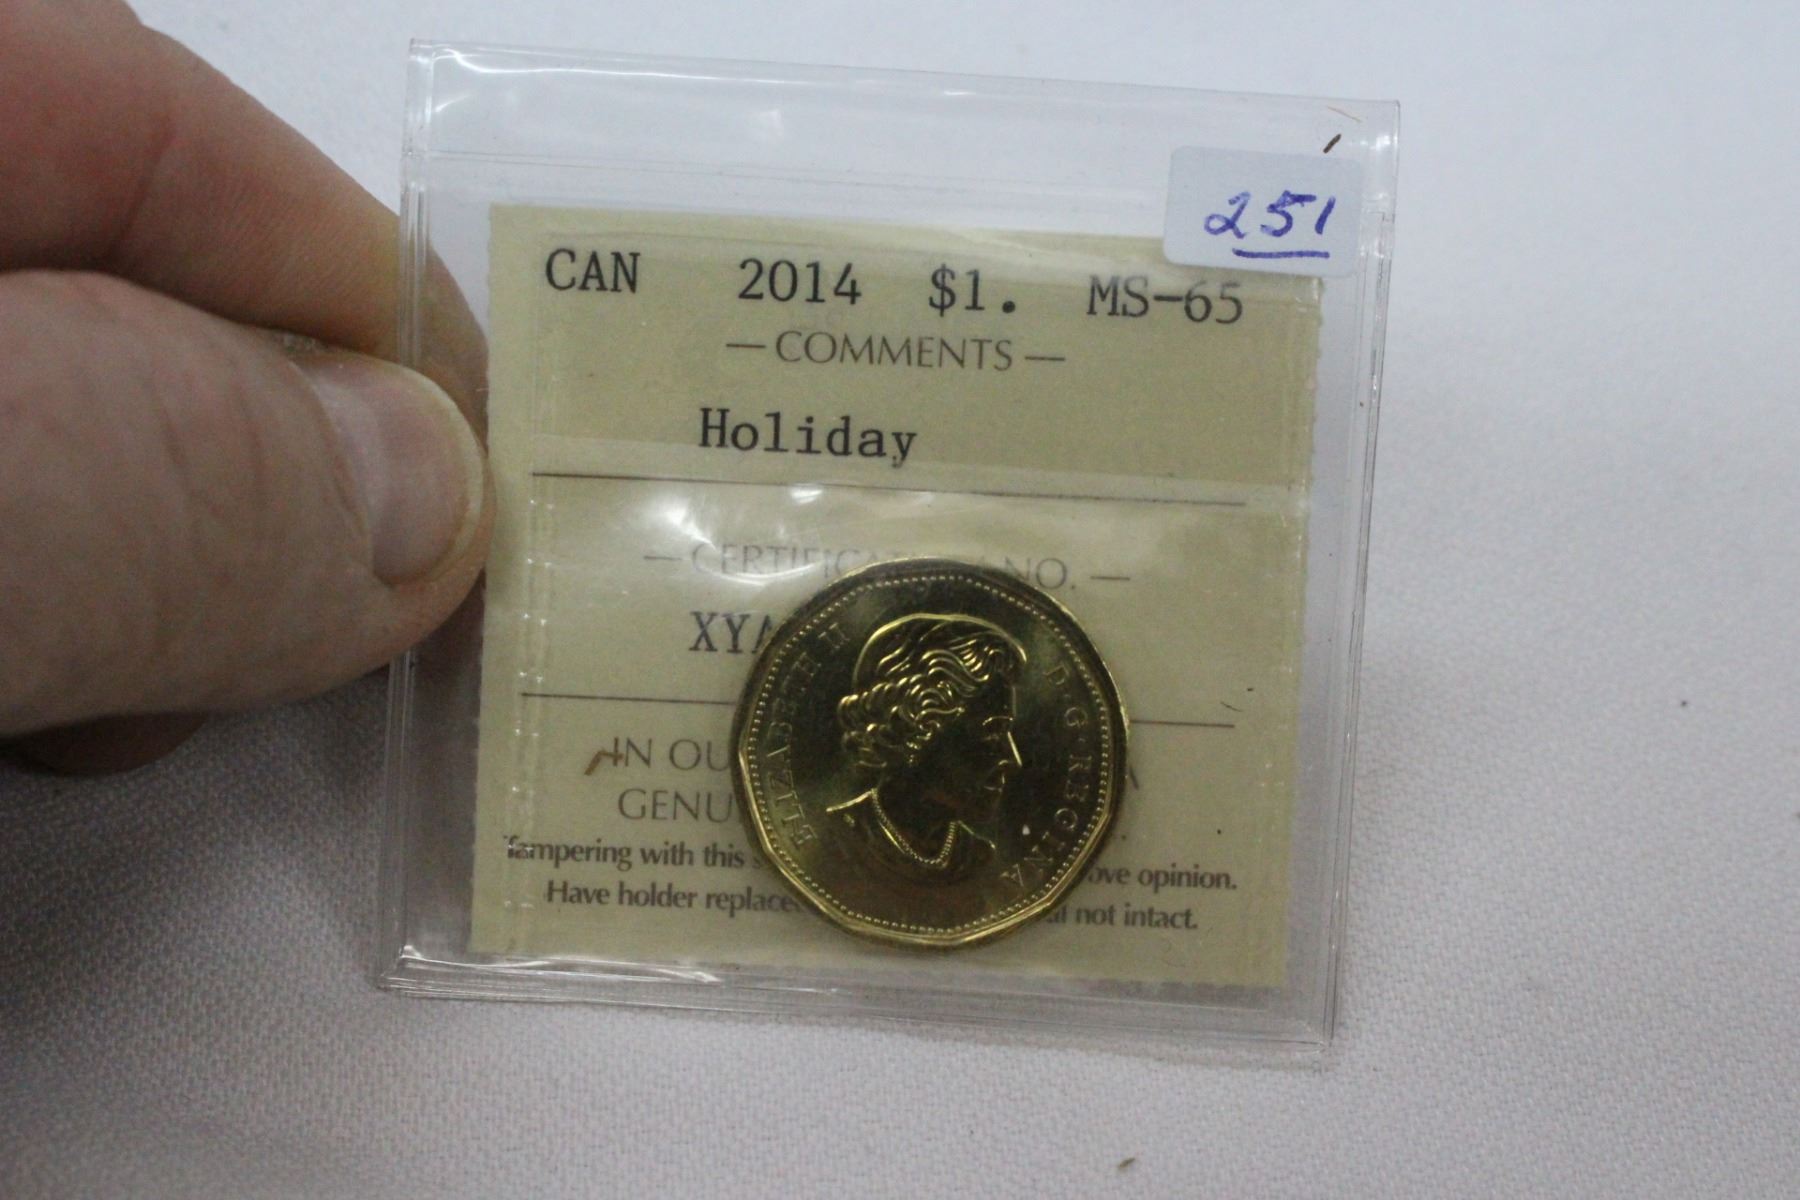 251
CAN 2014 $1. MS-65
— COMMENTS —
Holiday
— NO. —
XYA
IN OU
GENU
Tampering with this ove opinion.
Have holder replace not intact.
ELIZABETH II D·G·REGINA